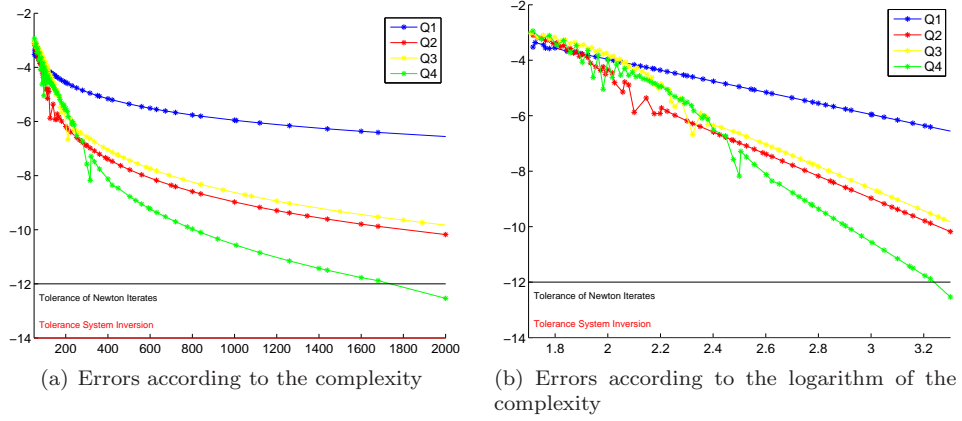 −2
−4
−6
−8
−10
−12
−14
200 400 600 800 1000 1200 1400 1600 1800 2000
Q1
Q2
Q3
Q4
Tolerance of Newton Iterates
Tolerance System Inversion
(a) Errors according to the complexity
−2
−4
−6
−8
−10
−12
−14
1.8 2 2.2 2.4 2.6 2.8 3 3.2
Q1
Q2
Q3
Q4
Tolerance of Newton Iterates
Tolerance System Inversion
(b) Errors according to the logarithm of the
complexity